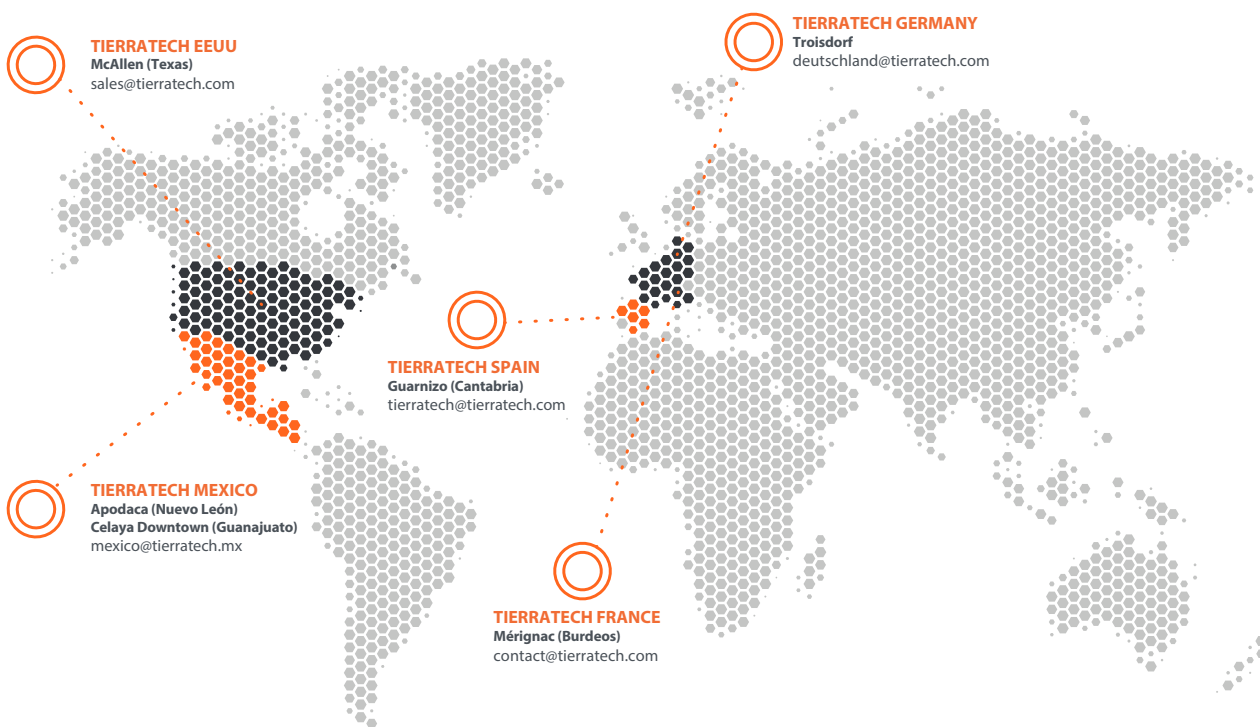 TIERRATECH EEUU
McAllen (Texas)
sales@tierratech.com
TIERRATECH GERMANY
Troisdorf
deutschland@tierratech.com
TIERRATECH SPAIN
Guarnizo (Cantabria)
tierratech@tierratech.com
TIERRATECH MEXICO
Apodaca (Nuevo León)
Celaya Downtown (Guanajuato)
mexico@tierratech.mx
TIERRATECH FRANCE
Mérignac (Burdeos)
contact@tierratech.com